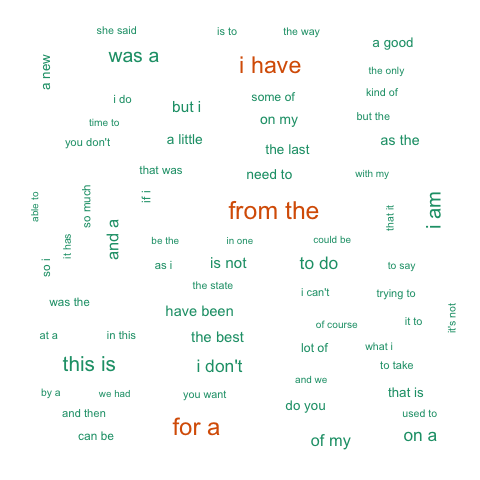 she said
is to
the way
a good
was a
i have
a new
the only
kind of
i do
but i
some of
on my
but the
time to
you don't
a little
the last
as the
that was
need to
with my
able to
so much
if i
from the
that it
i am
and a
it has
so i
be the
in one
could be
as i
is not
to do
to say
the state
i can't
trying to
was the
have been
of course
it to
it's not
at a
in this
the best
lot of
what i
this is
i don't
to take
and we
by a
we had
you want
that is
do you
and then
used to
can be
for a
of my
on a